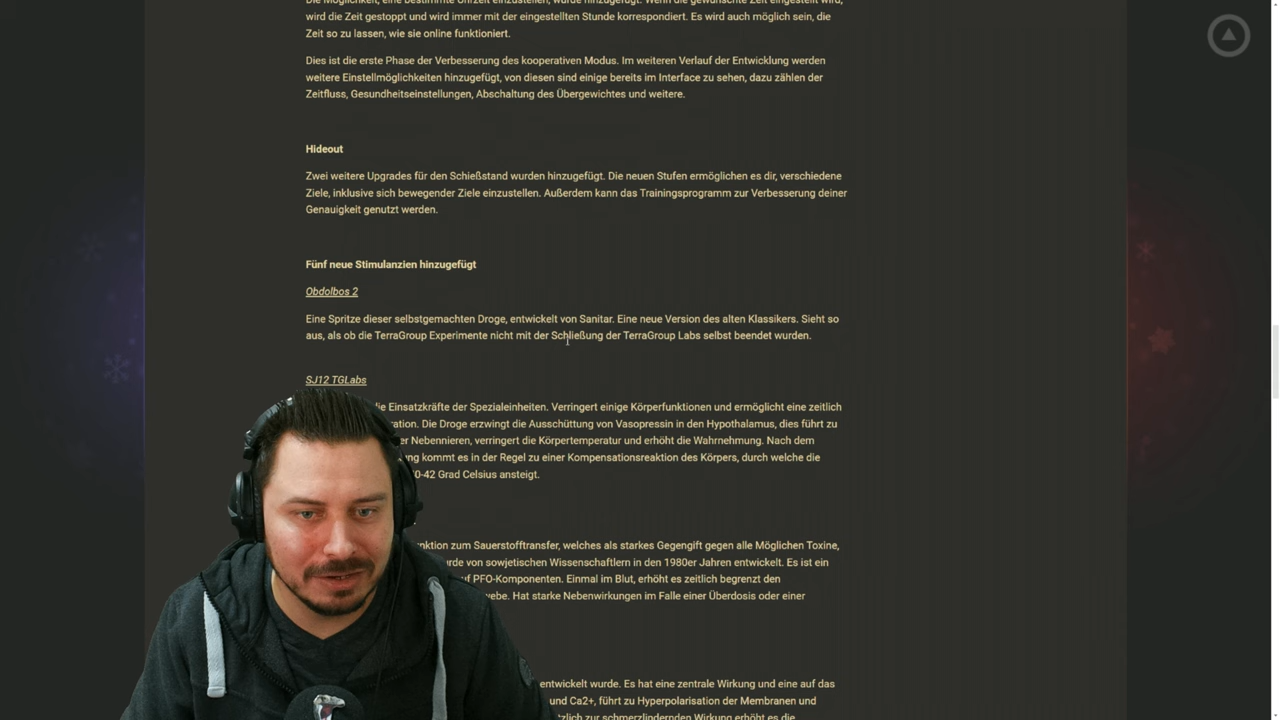 Die Möglichkeit, eine bestimmte Uhrzeit einzustellen, wurde hinzugefügt. Wenn die gewünschte Zeit eingestellt wird,
wird die Zeit gestoppt und wird immer mit der eingestellten Stunde korrespondiert. Es wird auch möglich sein, die
Zeit so zu lassen, wie sie online funktioniert.
Dies ist die erste Phase der Verbesserung des kooperativen Modus. Im weiteren Verlauf der Entwicklung werden
weitere Einstellmöglichkeiten hinzugefügt, von diesen sind einige bereits im Interface zu sehen, dazu zählen der
Zeitfluss, Gesundheitseinstellungen, Abschaltung des Übergewichtes und weitere.
Hideout
Zwei weitere Upgrades für den Schießstand wurden hinzugefügt. Die neuen Stufen ermöglichen es dir, verschiedene
Ziele, inklusive sich bewegender Ziele einzustellen. Außerdem kann das Trainingsprogramm zur Verbesserung deiner
Genauigkeit genutzt werden.
Fünf neue Stimulanzien hinzugefügt
Obdolbos 2
Eine Spritze dieser selbstgemachten Droge, entwickelt von Sanitar. Eine neue Version des alten Klassikers. Sieht so
aus, als ob die TerraGroup Experimente nicht mit der Schließung der TerraGroup Labs selbst beendet wurden.
SJ12 TGLabs
die Einsatzkräfte der Spezialeinheiten. Verringert einige Körperfunktionen und ermöglicht eine zeitlich
Die Droge erzwingt die Ausschüttung von Vasopressin in den Hypothalamus, dies führt zu
er Nebennieren, verringert die Körpertemperatur und erhöht die Wahrnehmung. Nach dem
kommt es in der Regel zu einer Kompensationsreaktion des Körpers, durch welche die
0-42 Grad Celsius ansteigt.
zum Sauerstofftransfer, welches als starkes Gegengift gegen alle Möglichen Toxine,
von sowjetischen Wissenschaftlern in den 1980er Jahren entwickelt. Es ist ein
auf PFO-Komponenten. Einmal im Blut, erhöht es zeitlich begrenzt den
Hat starke Nebenwirkungen im Falle einer Überdosis oder einer
entwickelt wurde. Es hat eine zentrale Wirkung und eine auf das
und Ca2+, führt zu Hyperpolarisation der Membranen und
zur schmerzlindernden Wirkung erhöht es die